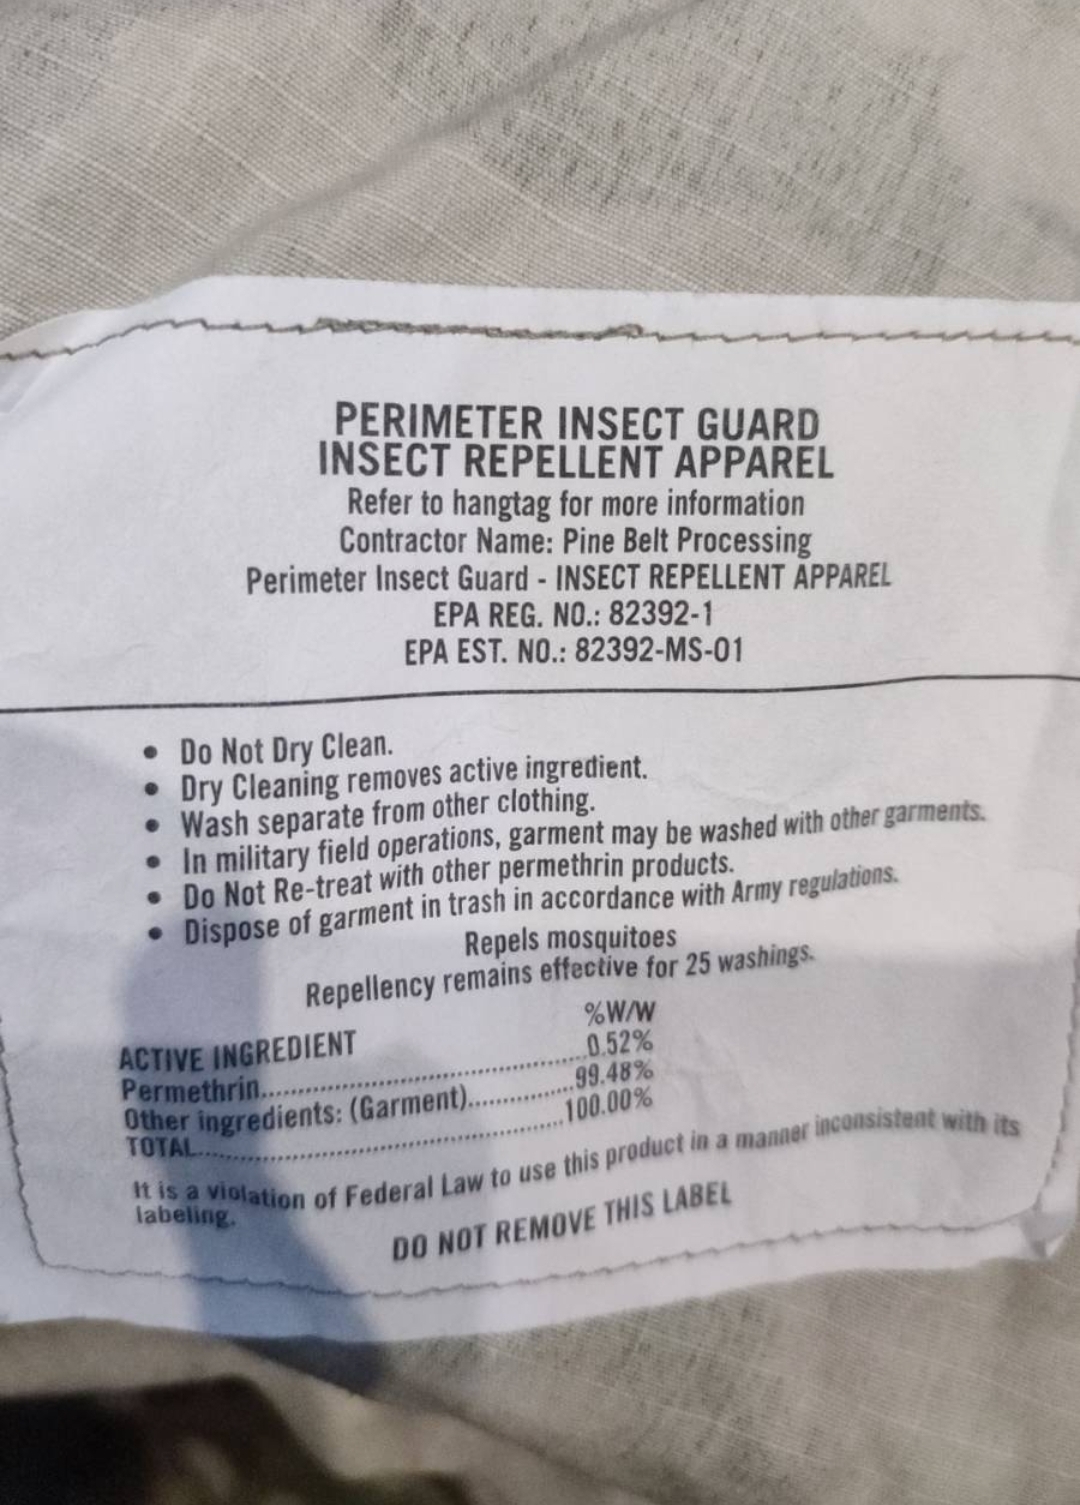 PERIMETER INSECT GUARD
INSECT REPELLENT APPAREL
Refer to hangtag for more information
Contractor Name: Pine Belt Processing
Perimeter Insect Guard - INSECT REPELLENT APPAREL
EPA REG. NO.: 82392-1
EPA EST. NO.: 82392-MS-01
• Do Not Dry Clean.
• Dry Cleaning removes active ingredient.
• Wash separate from other clothing.
• In military field operations, garment may be washed with other garments.
• Do Not Re-treat with other permethrin products.
• Dispose of garment in trash in accordance with Army regulations.
Repels mosquitoes
Repellency remains effective for 25 washings.
%W/W
ACTIVE INGREDIENT
Permethrin..............................0.52%
Other ingredients: (Garment)..............99.48%
TOTAL..............................100.00%
It is a violation of Federal Law to use this product in a manner inconsistent with its
labeling.
DO NOT REMOVE THIS LABEL